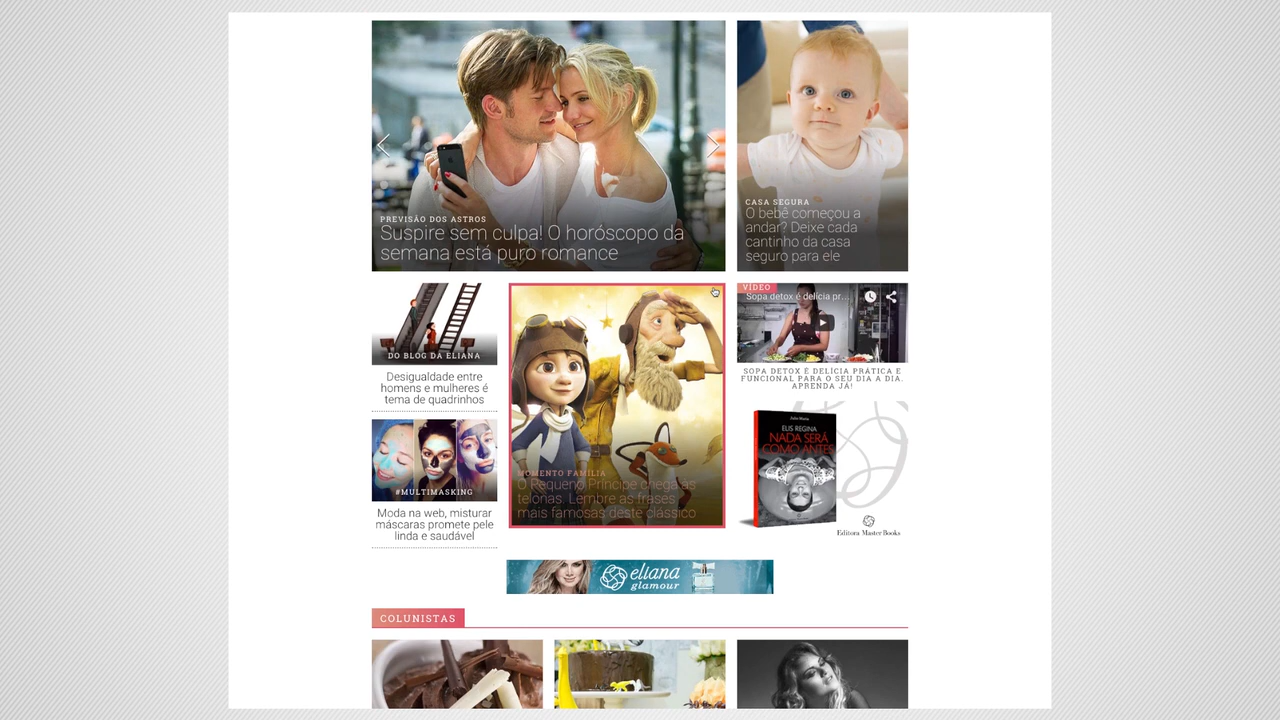 PREVISÃO DOS ASTROS
Suspire sem culpa! O horóscopo da
semana está puro romance
CASA SEGURA
O bebê começou a
andar? Deixe cada
cantinho da casa
seguro para ele
DO BLOG DA ELIANA
Desigualdade entre
homens e mulheres é
tema de quadrinhos
#MULTIMASKING
Moda na web, misturar
máscaras promete pele
linda e saudável
MOMENTO FAMÍLIA
O Pequeno Príncipe chega às
telonas. Lembre as frases
mais famosas deste clássico
VÍDEO
Sopa detox é delícia pr...
SOPA DETOX É DELÍCIA PRÁTICA E
FUNCIONAL PARA O SEU DIA A DIA.
APRENDA JÁ!
ELIS REGINA
NADA SERÁ
COMO ANTES
Editora Master Books
eliana
glamour
COLUNISTAS